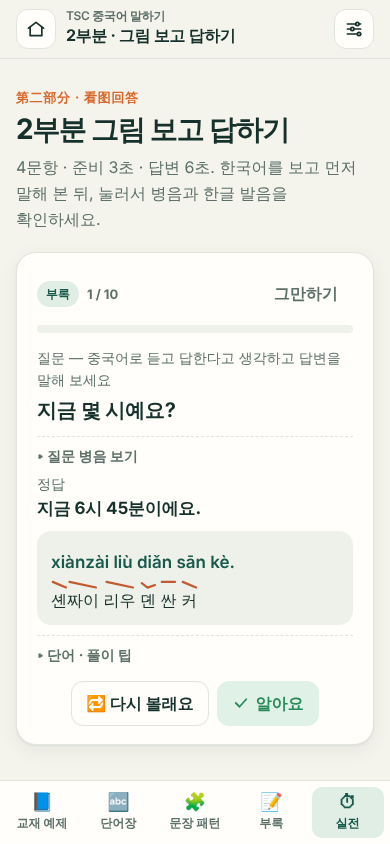 TSC 중국어 말하기
2부분 · 그림 보고 답하기
第二部分 · 看图回答
2부분 그림 보고 답하기
4문항 · 준비 3초 · 답변 6초. 한국어를 보고 먼저
말해 본 뒤, 눌러서 병음과 한글 발음을
확인하세요.
부록 1 / 10 그만하기
질문 — 중국어로 듣고 답한다고 생각하고 답변을
말해 보세요
지금 몇 시예요?
질문 병음 보기
정답
지금 6시 45분이에요.
xiànzài liù diǎn sān kè.
셴짜이 리우 뎬 싼 커
단어 · 풀이 팁
다시 볼래요 알아요
교재 예제 단어장 문장 패턴 부록 실전